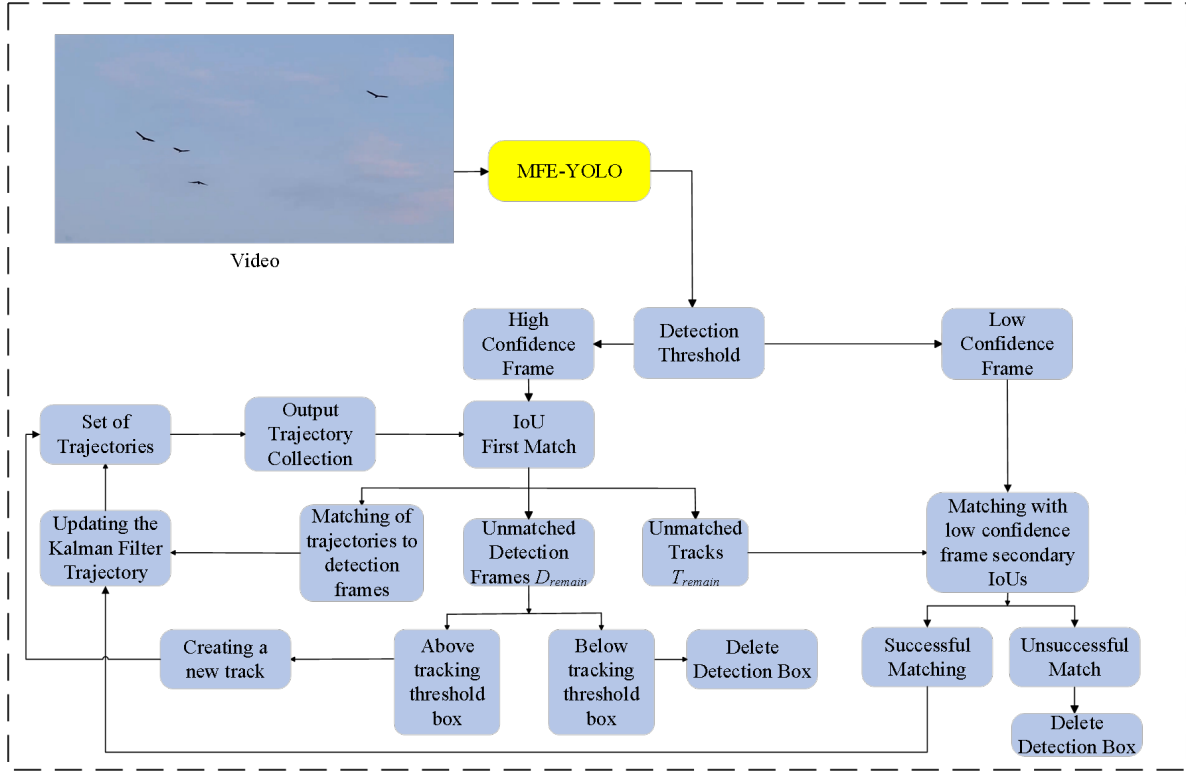 MFE-YOLO
Video
High
Confidence
Frame
Detection
Threshold
Low
Confidence
Frame
Set of
Trajectories
Output
Trajectory
Collection
IoU
First Match
Updating the
Kalman Filter
Trajectory
Matching of
trajectories to
detection
frames
Unmatched
Detection
Frames D_remain
Unmatched
Tracks
T_remain
Matching with
low confidence
frame secondary
IoUs
Creating a
new track
Above
tracking
threshold
box
Below
tracking
threshold
box
Delete
Detection Box
Successful
Matching
Unsuccessful
Match
Delete
Detection Box